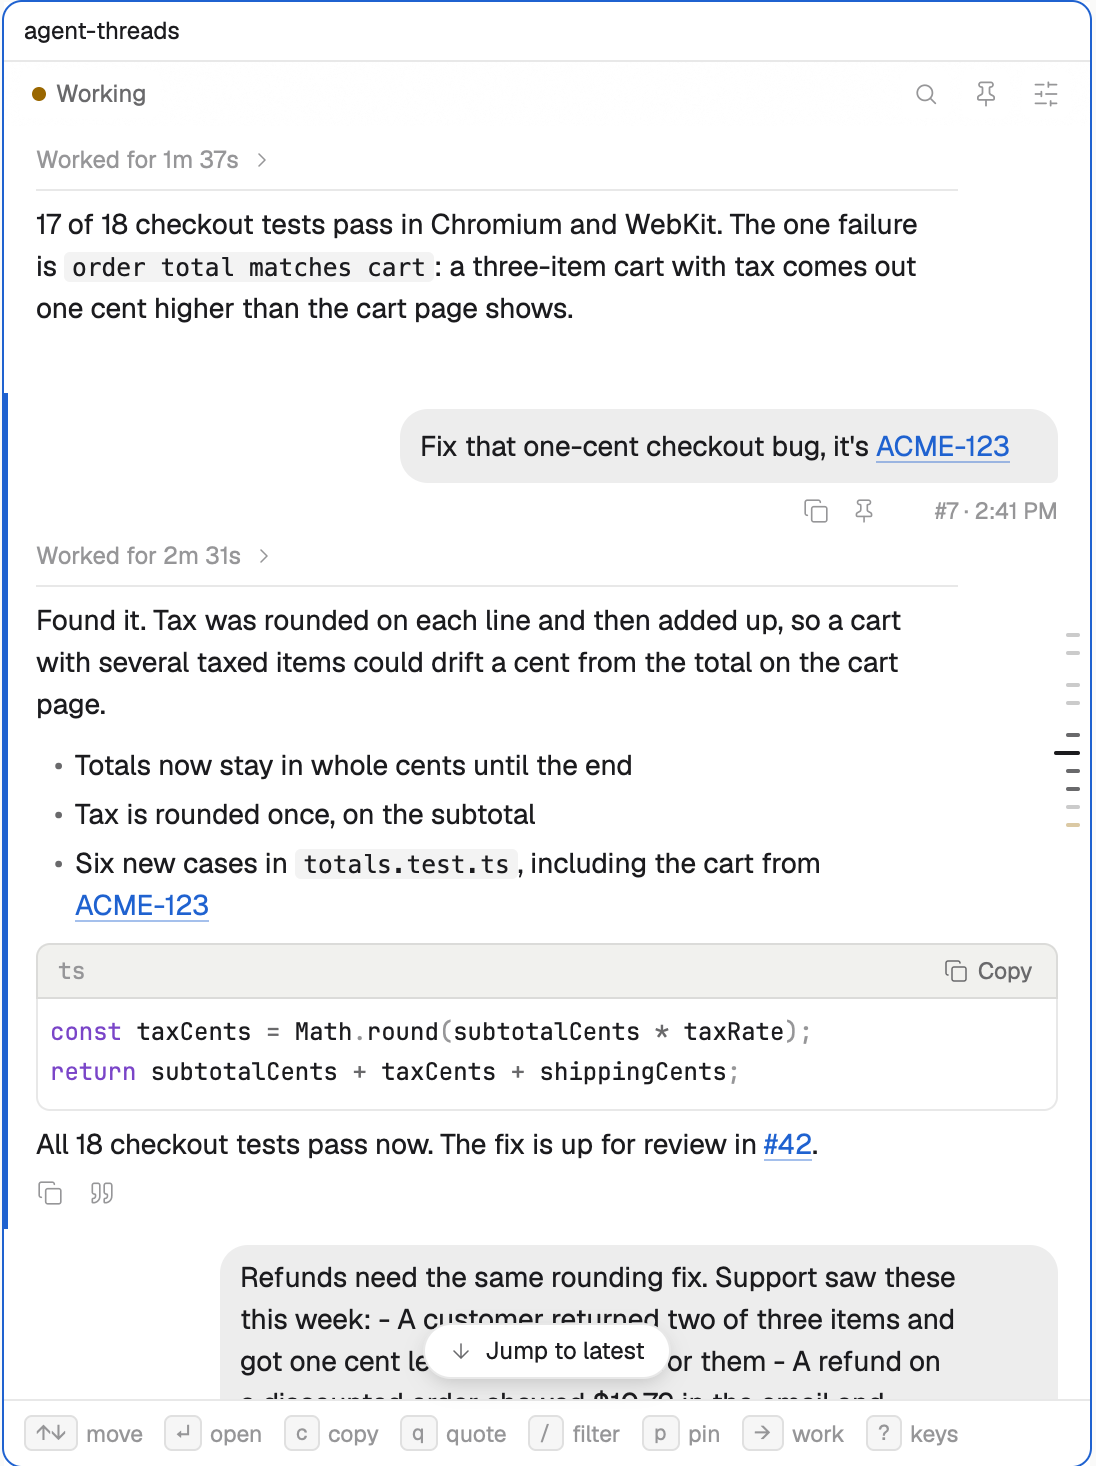 agent-threads
Working
Worked for 1m 37s
17 of 18 checkout tests pass in Chromium and WebKit. The one failure
is order total matches cart: a three-item cart with tax comes out
one cent higher than the cart page shows.
Fix that one-cent checkout bug, it's ACME-123
#7 · 2:41 PM
Worked for 2m 31s
Found it. Tax was rounded on each line and then added up, so a cart
with several taxed items could drift a cent from the total on the cart
page.
• Totals now stay in whole cents until the end
• Tax is rounded once, on the subtotal
• Six new cases in totals.test.ts, including the cart from
ACME-123
ts
Copy
const taxCents = Math.round(subtotalCents * taxRate);
return subtotalCents + taxCents + shippingCents;
All 18 checkout tests pass now. The fix is up for review in #42.
Refunds need the same rounding fix. Support saw these
this week: - A customer returned two of three items and
got one cent or them - A refund on
Jump to latest
↑↓ move ↵ open c copy q quote / filter p pin → work ? keys